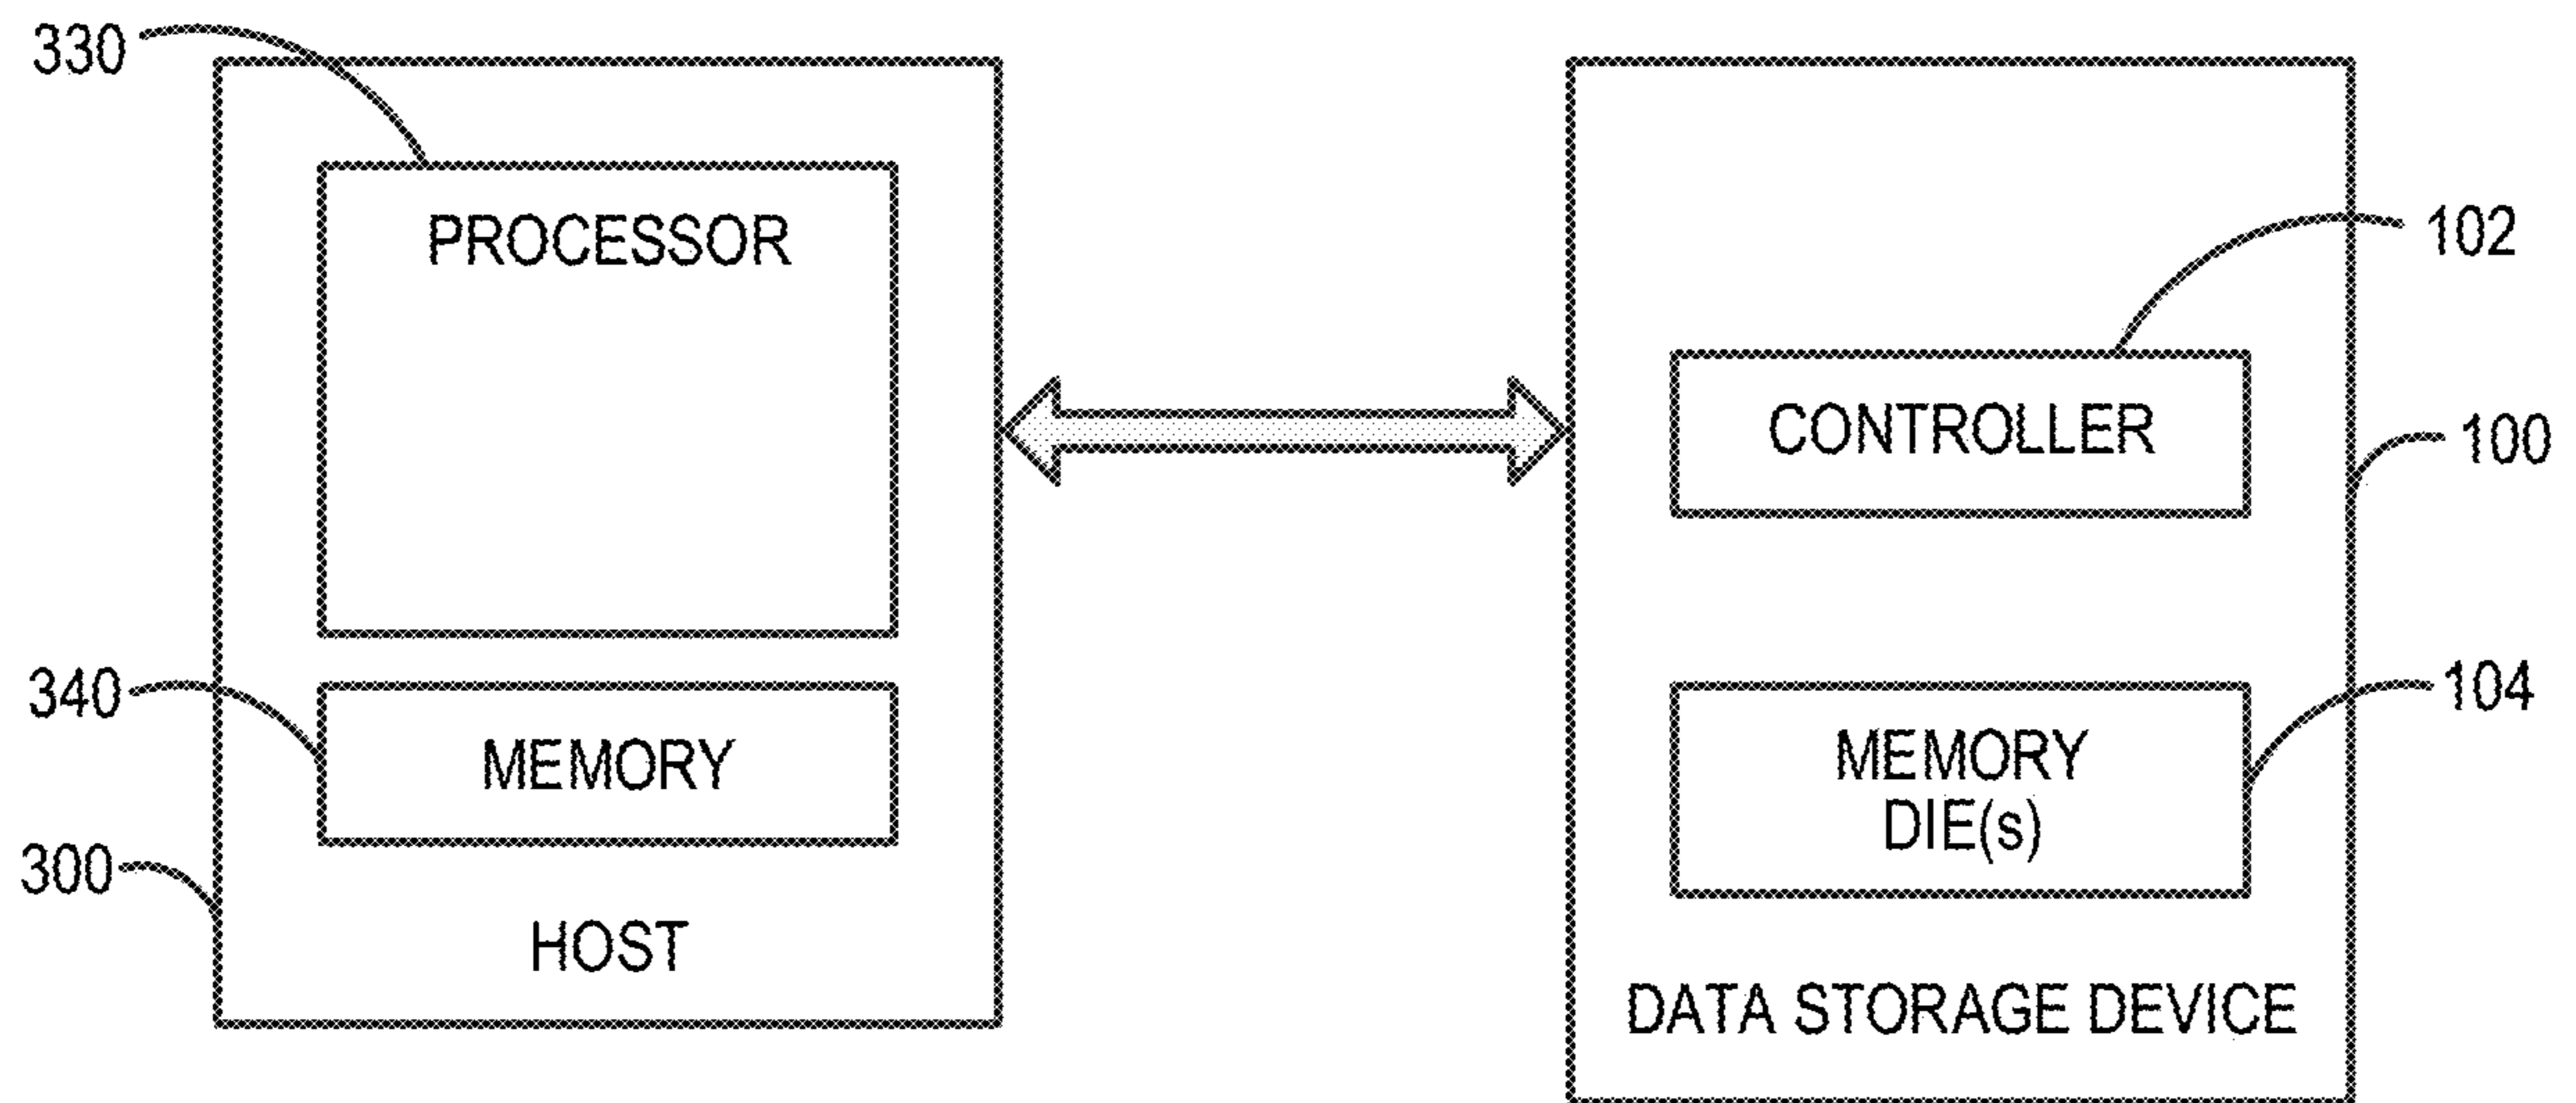 330
PROCESSOR
340
MEMORY
300
HOST
102
CONTROLLER
100
104
MEMORY
DIE(s)
DATA STORAGE DEVICE